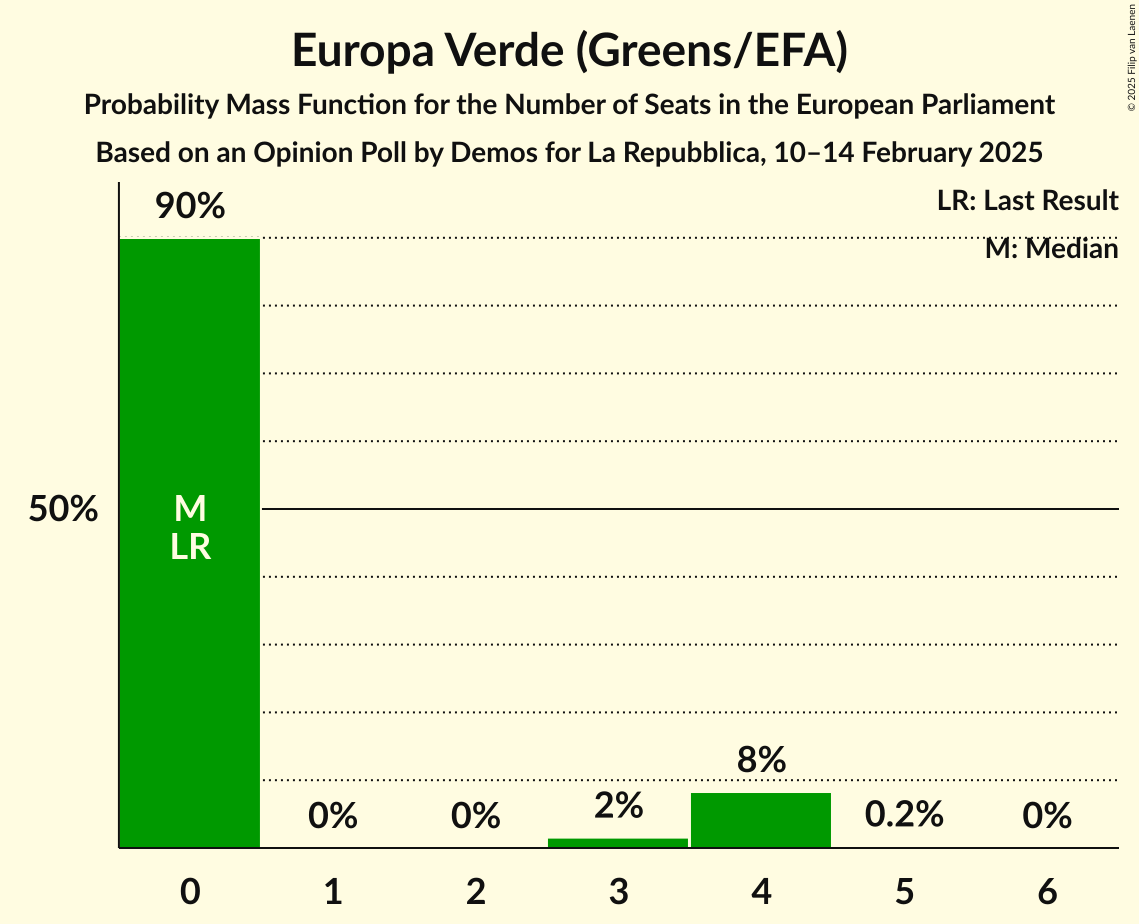 Europa Verde (Greens/EFA)
Probability Mass Function for the Number of Seats in the European Parliament
Based on an Opinion Poll by Demos for La Repubblica, 10–14 February 2025
© 2025 Filip van Laenen
LR: Last Result
M: Median
90%
50%
M
LR
0%
0%
2%
8%
0.2%
0%
0
1
2
3
4
5
6